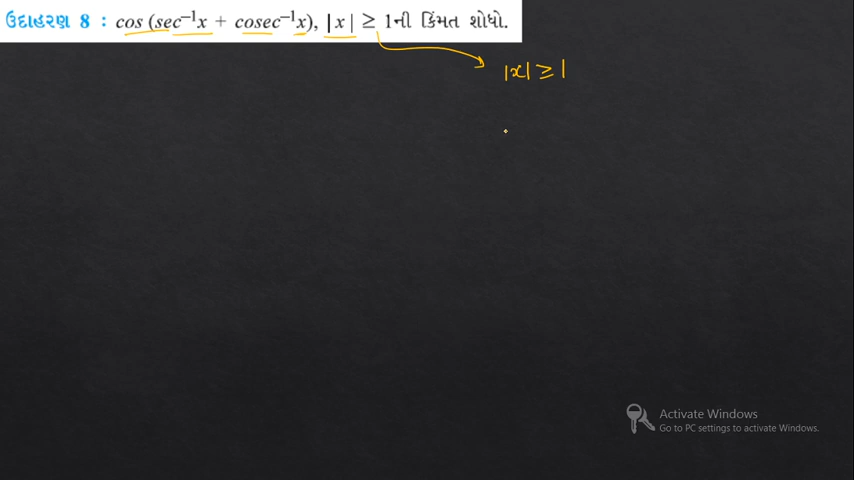 ઉદાહરણ 8 : cos (sec⁻¹x + cosec⁻¹x), |x| ≥ 1ની કિંમત શોધો.
|x| ≥ 1
Activate Windows
Go to PC settings to activate Windows.